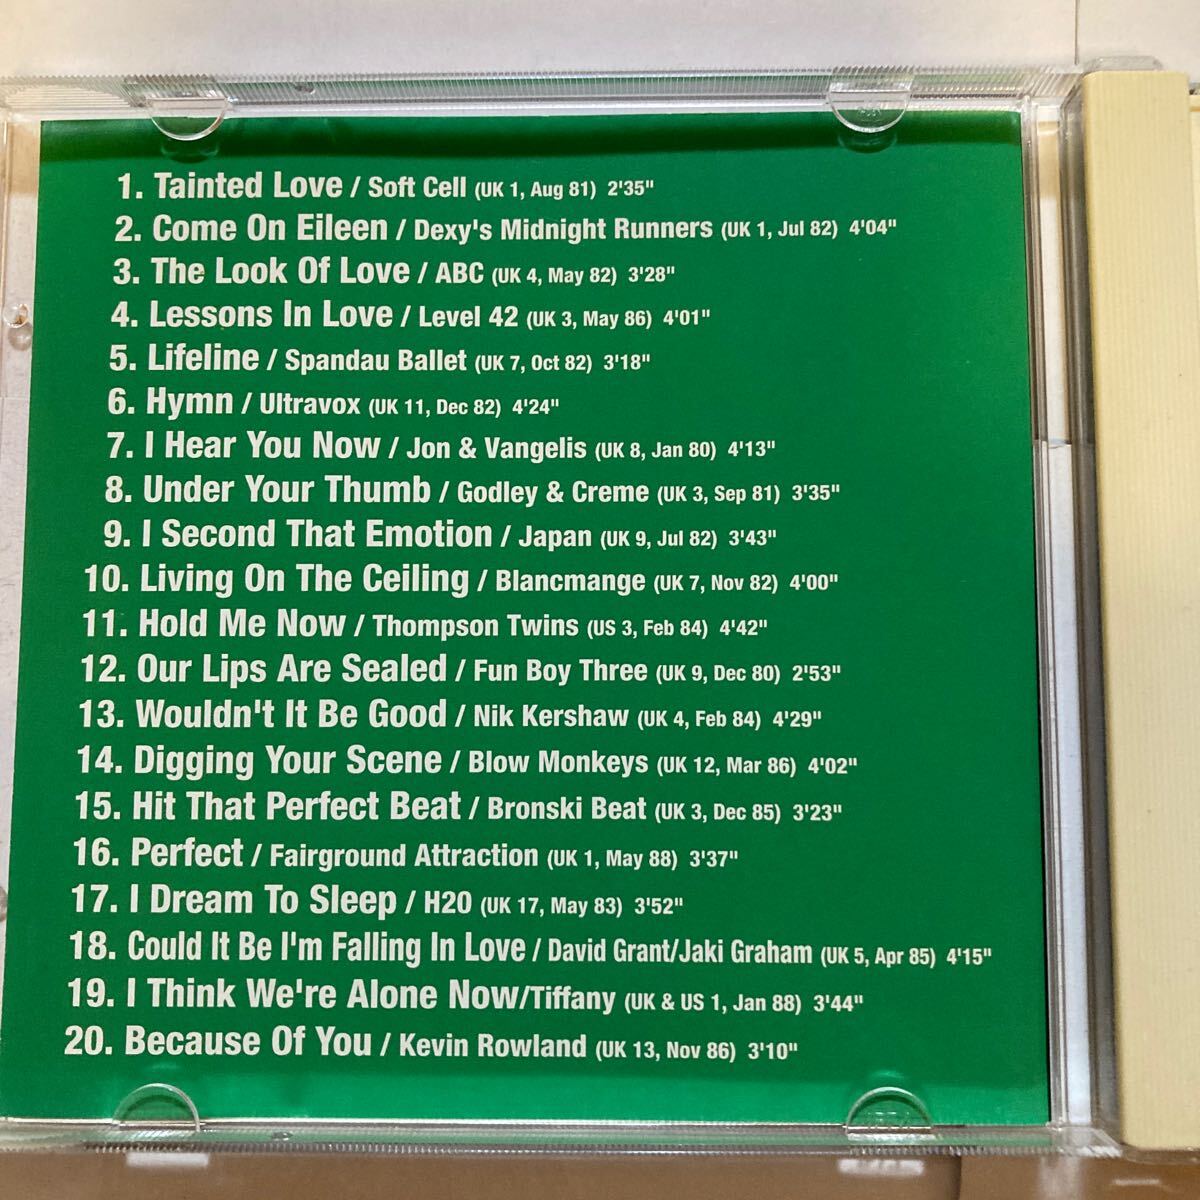 1. Tainted Love / Soft Cell (UK 1, Aug 81) 2'35"
2. Come On Eileen / Dexy's Midnight Runners (UK 1, Jul 82) 4'04"
3. The Look Of Love / ABC (UK 4, May 82) 3'28"
4. Lessons In Love / Level 42 (UK 3, May 86) 4'01"
5. Lifeline / Spandau Ballet (UK 7, Oct 82) 3'18"
6. Hymn / Ultravox (UK 11, Dec 82) 4'24"
7. I Hear You Now / Jon & Vangelis (UK 8, Jan 80) 4'13"
8. Under Your Thumb / Godley & Creme (UK 3, Sep 81) 3'35"
9. I Second That Emotion / Japan (UK 9, Jul 82) 3'43"
10. Living On The Ceiling / Blancmange (UK 7, Nov 82) 4'00"
11. Hold Me Now / Thompson Twins (US 3, Feb 84) 4'42"
12. Our Lips Are Sealed / Fun Boy Three (UK 9, Dec 80) 2'53"
13. Wouldn't It Be Good / Nik Kershaw (UK 4, Feb 84) 4'29"
14. Digging Your Scene / Blow Monkeys (UK 12, Mar 86) 4'02"
15. Hit That Perfect Beat / Bronski Beat (UK 3, Dec 85) 3'23"
16. Perfect / Fairground Attraction (UK 1, May 88) 3'37"
17. I Dream To Sleep / H20 (UK 17, May 83) 3'52"
18. Could It Be I'm Falling In Love / David Grant/Jaki Graham (UK 5, Apr 85) 4'15"
19. I Think We're Alone Now/Tiffany (UK & US 1, Jan 88) 3'44"
20. Because Of You / Kevin Rowland (UK 13, Nov 86) 3'10"